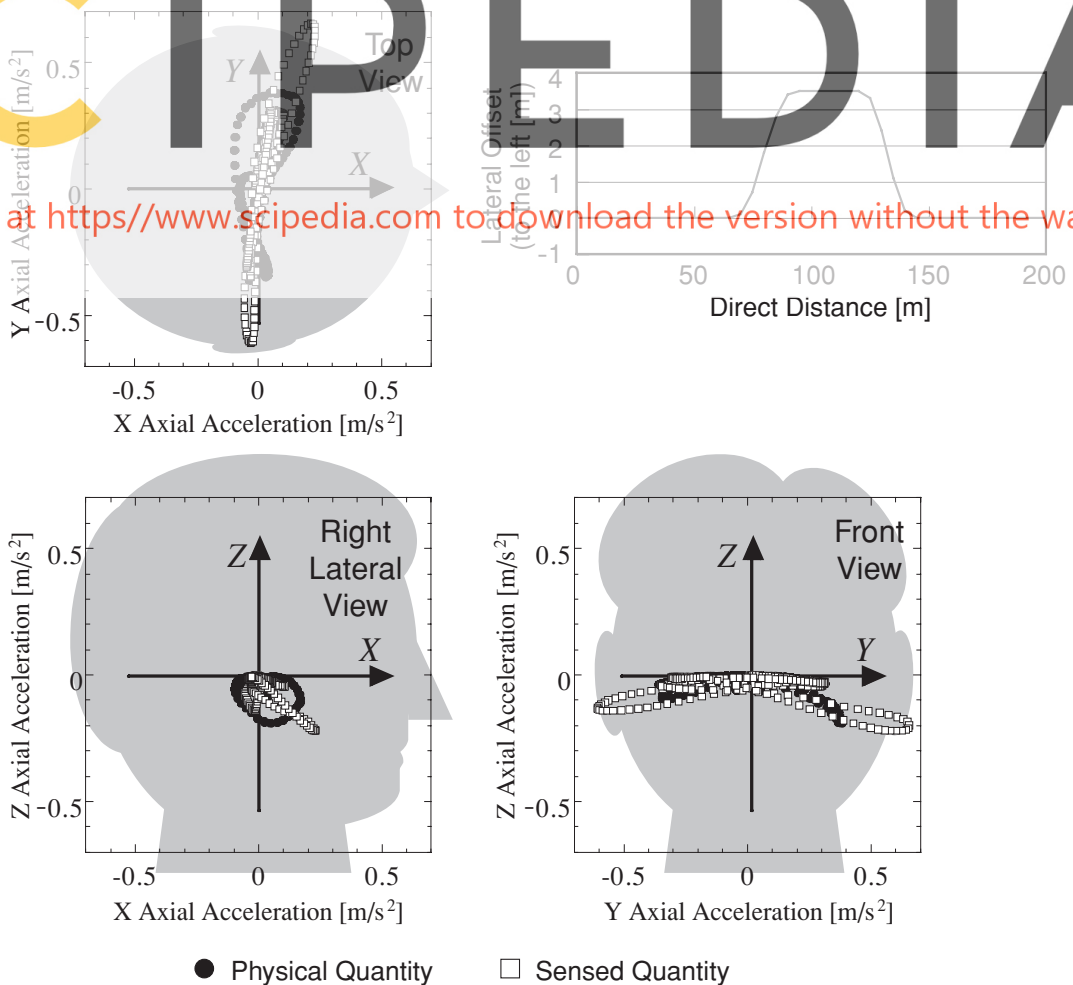 CIPEDIA
Top
View
Y
X
Y Axial Acceleration [m/s²]
0.5
0
-0.5
-0.5 0 0.5
X Axial Acceleration [m/s²]
Lateral Offset
(to the left [m])
4
3
2
1
0
-1
0 50 100 150 200
Direct Distance [m]
at https//www.scipedia.com to download the version without the wa
Right
Lateral
View
Z
X
Z Axial Acceleration [m/s²]
0.5
0
-0.5
-0.5 0 0.5
X Axial Acceleration [m/s²]
Front
View
Z
Y
Z Axial Acceleration [m/s²]
0.5
0
-0.5
-0.5 0 0.5
Y Axial Acceleration [m/s²]
Physical Quantity
Sensed Quantity